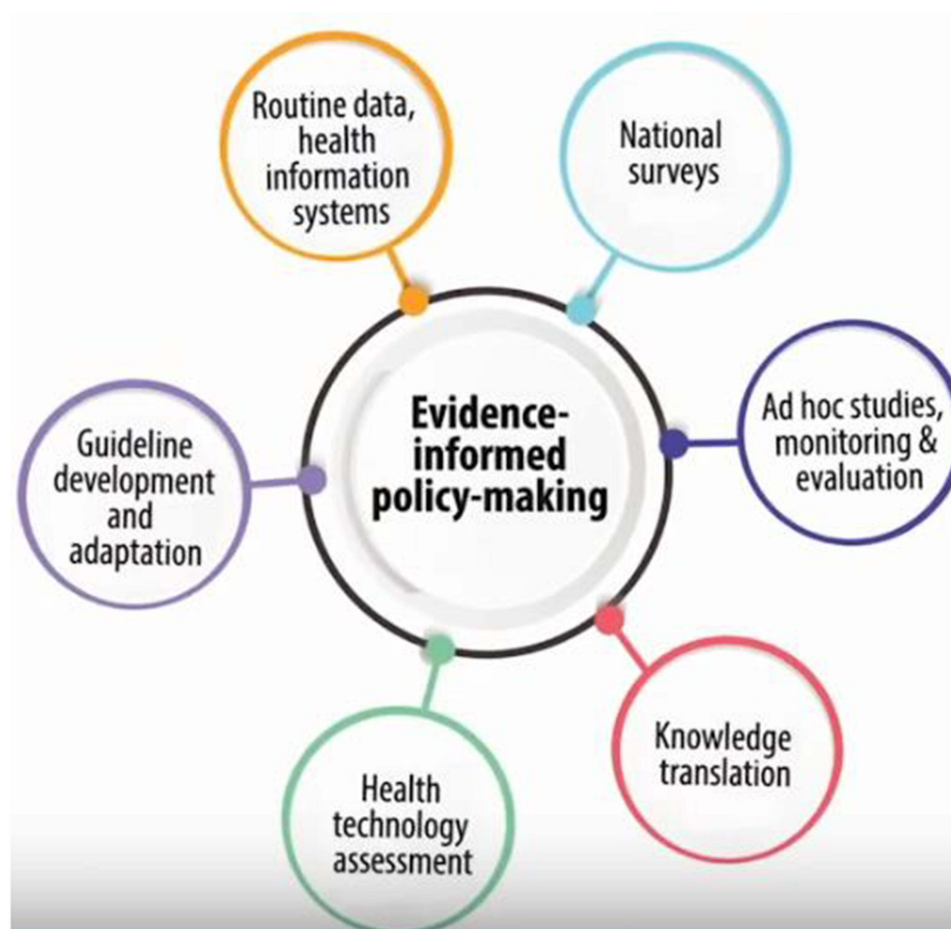 Routine data,
health
information
systems
National
surveys
Ad hoc studies,
monitoring &
evaluation
Knowledge
translation
Health
technology
assessment
Guideline
development
and
adaptation
Evidence-
informed
policy-making